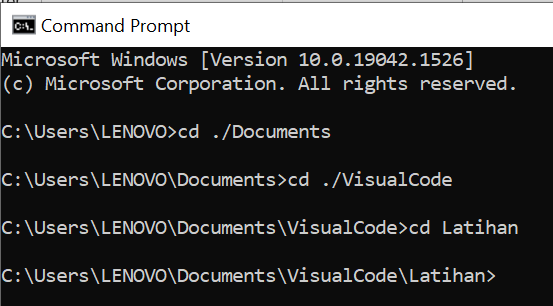 Command Prompt
Microsoft Windows [Version 10.0.19042.1526]
(c) Microsoft Corporation. All rights reserved.
C:\Users\LENOVO>cd ./Documents
C:\Users\LENOVO\Documents>cd ./VisualCode
C:\Users\LENOVO\Documents\VisualCode>cd Latihan
C:\Users\LENOVO\Documents\VisualCode\Latihan>